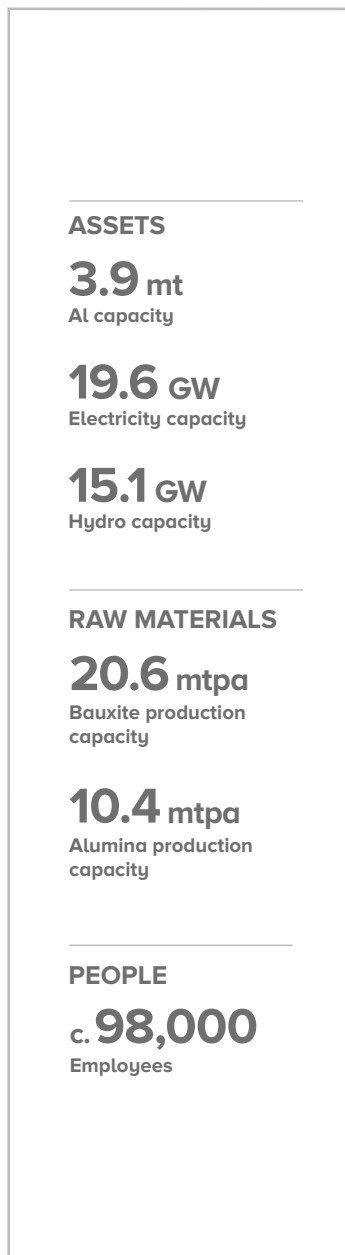 ASSETS
3.9 mt
Al capacity
19.6 GW
Electricity capacity
15.1 GW
Hydro capacity
RAW MATERIALS
20.6 mtpa
Bauxite production
capacity
10.4 mtpa
Alumina production
capacity
PEOPLE
c. 98,000
Employees